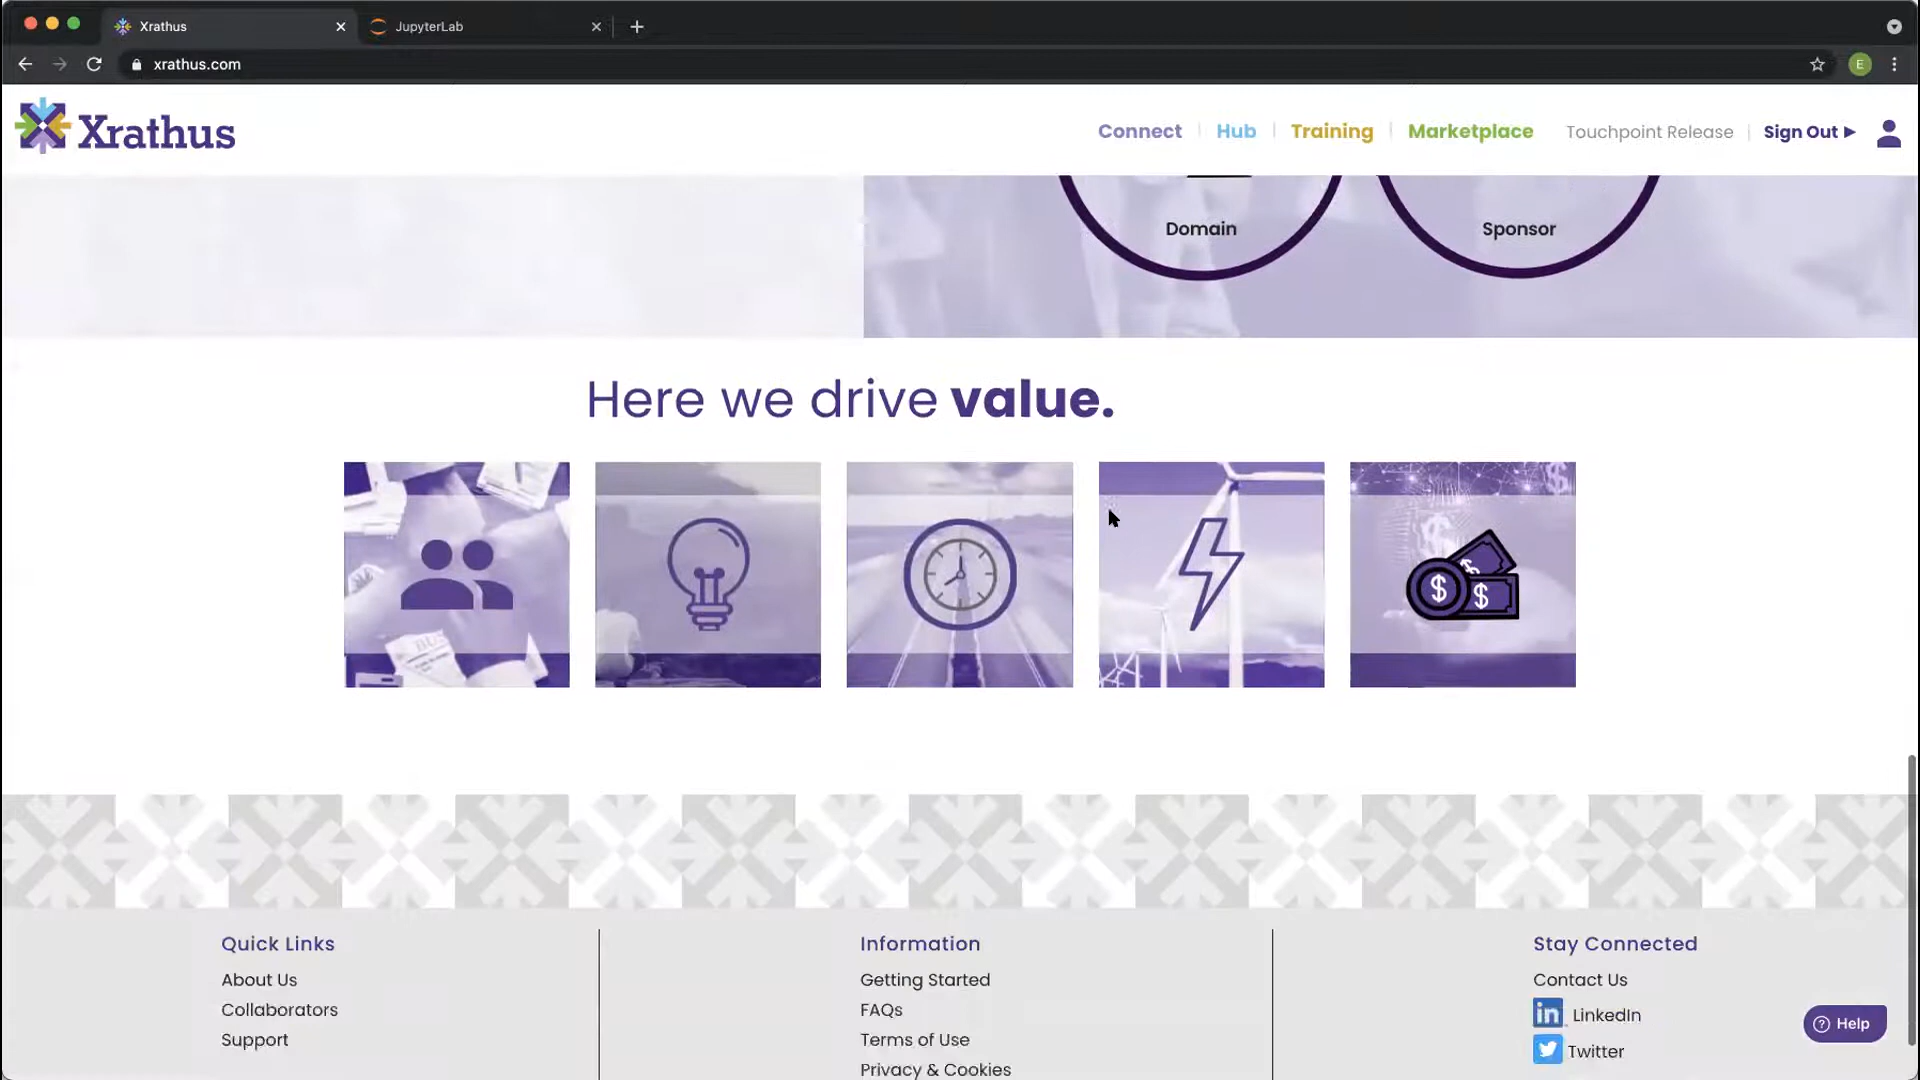 Xrathus
JupyterLab
xrathus.com
E
Xrathus
Connect
Hub
Training
Marketplace
Touchpoint Release
Sign Out
Domain
Sponsor
Here we drive value.
$
$
Quick Links
About Us
Collaborators
Support
Information
Getting Started
FAQs
Terms of Use
Privacy & Cookies
Stay Connected
Contact Us
in LinkedIn
Twitter
? Help